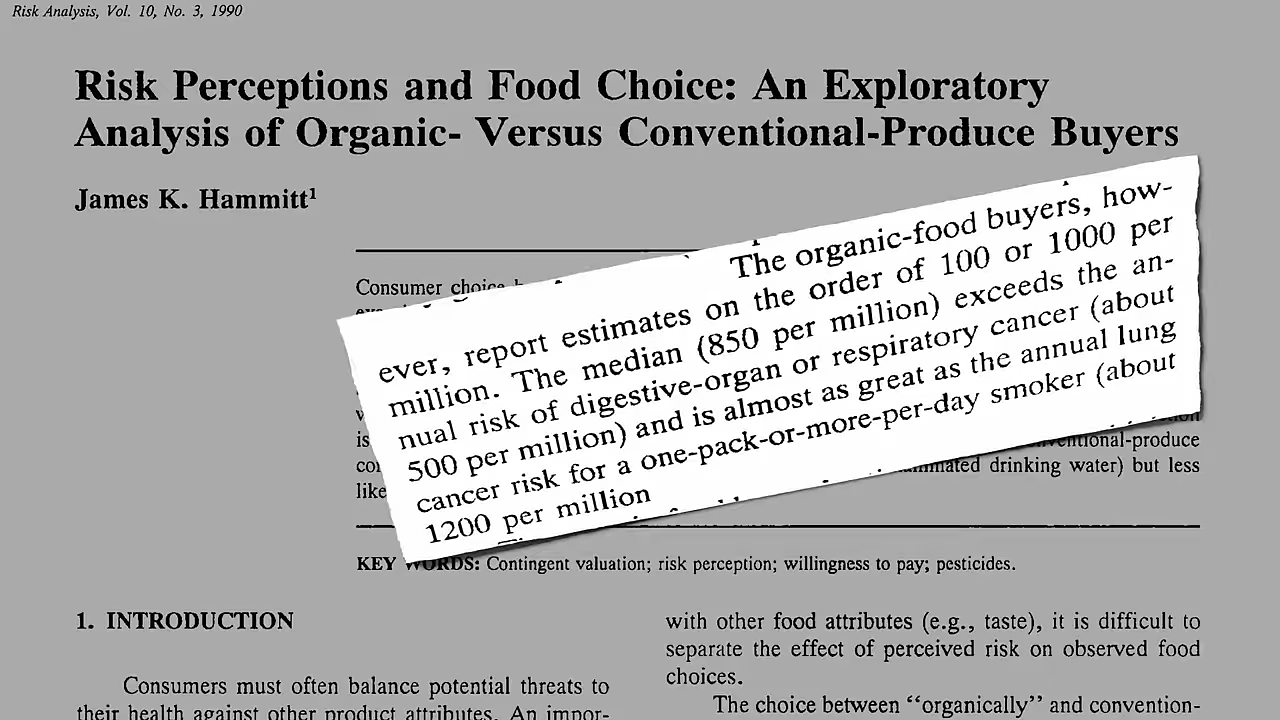 Risk Analysis, Vol. 10, No. 3, 1990
Risk Perceptions and Food Choice: An Exploratory
Analysis of Organic- Versus Conventional-Produce Buyers
James K. Hammitt¹
Consumer choice
The organic-food buyers, how-
ever, report estimates on the order of 100 or 1000 per
million. The median (850 per million) exceeds the an-
nual risk of digestive-organ or respiratory cancer (about
500 per million) and is almost as great as the annual lung
cancer risk for a one-pack-or-more-per-day smoker (about
1200 per million
drinking water) but less
KEY WORDS: Contingent valuation; risk perception; willingness to pay; pesticides.
1. INTRODUCTION
Consumers must often balance potential threats to
their health against other product attributes. An impor-
with other food attributes (e.g., taste), it is difficult to
separate the effect of perceived risk on observed food
choices.
The choice between “organically” and convention-